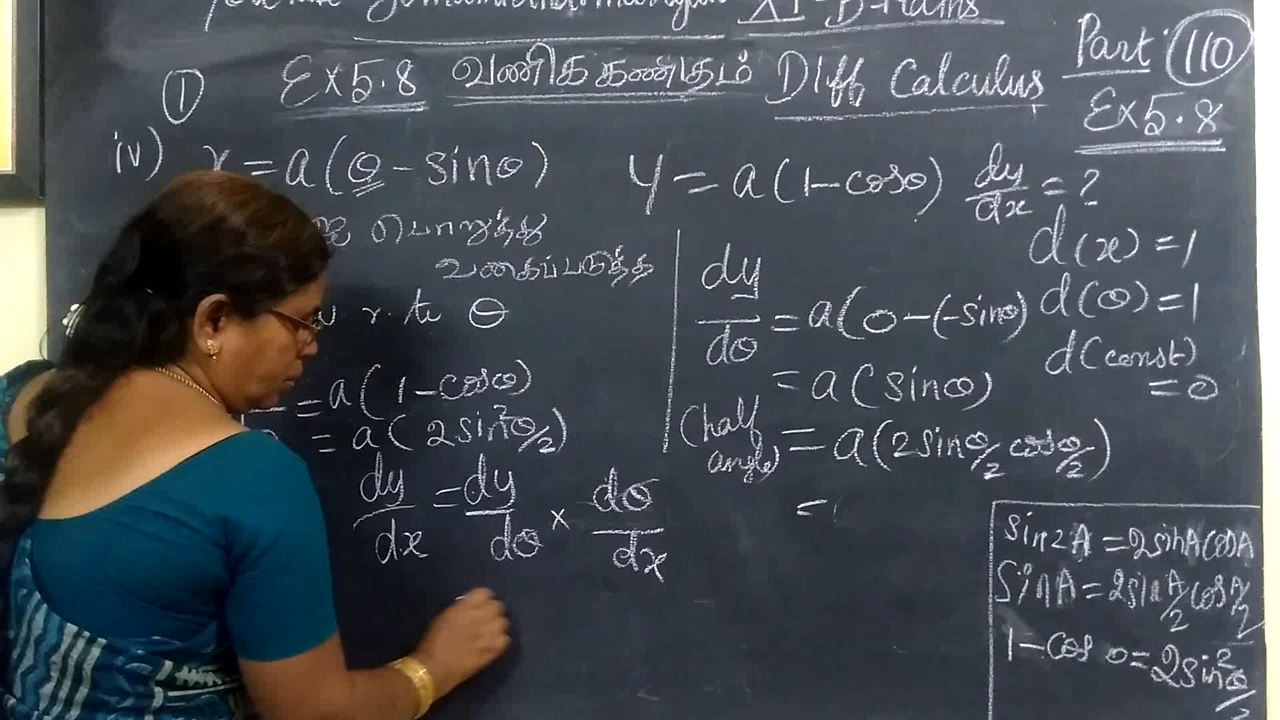 XI - B. Maths
Part 110
① Ex 5.8 வணிக கணிதம் Diff Calculus
Ex 5.8
iv) x = a(θ - sinθ) y = a(1 - cosθ) dy/dx = ?
ஐ பொறுத்து
வகைப்படுத்த
w r. to θ
= a(1 - cosθ)
= a(2sin²θ/2)
dy/dx = dy/dθ × dθ/dx
dy/dθ = a(0 - (-sinθ)
= a(sinθ)
(half angle) = a(2sinθ/2 cosθ/2)
= (
d(x) = 1
d(θ) = 1
d(const) = 0
sin2A = 2sinA cosA
SinA = 2sinA/2 cosA/2
1 - cos θ = 2sin²θ/2